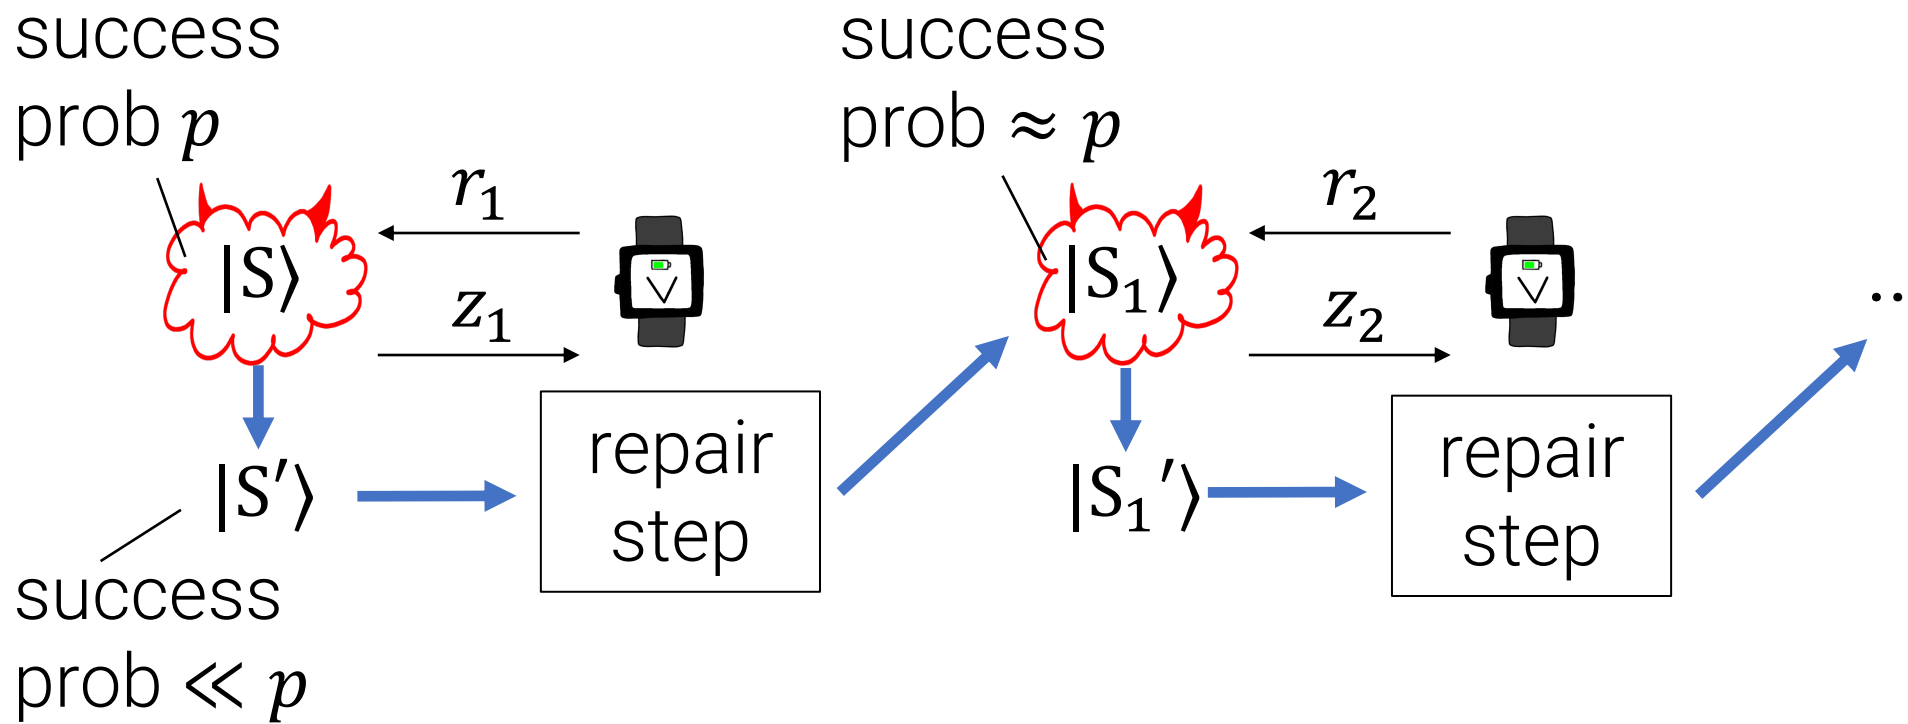 success
prob p
success
prob ≈ p
r₁
r₂
|S⟩
V
|S₁⟩
V
z₁
z₂
..
|S′⟩
repair
step
|S₁′⟩
repair
step
success
prob ≪ p